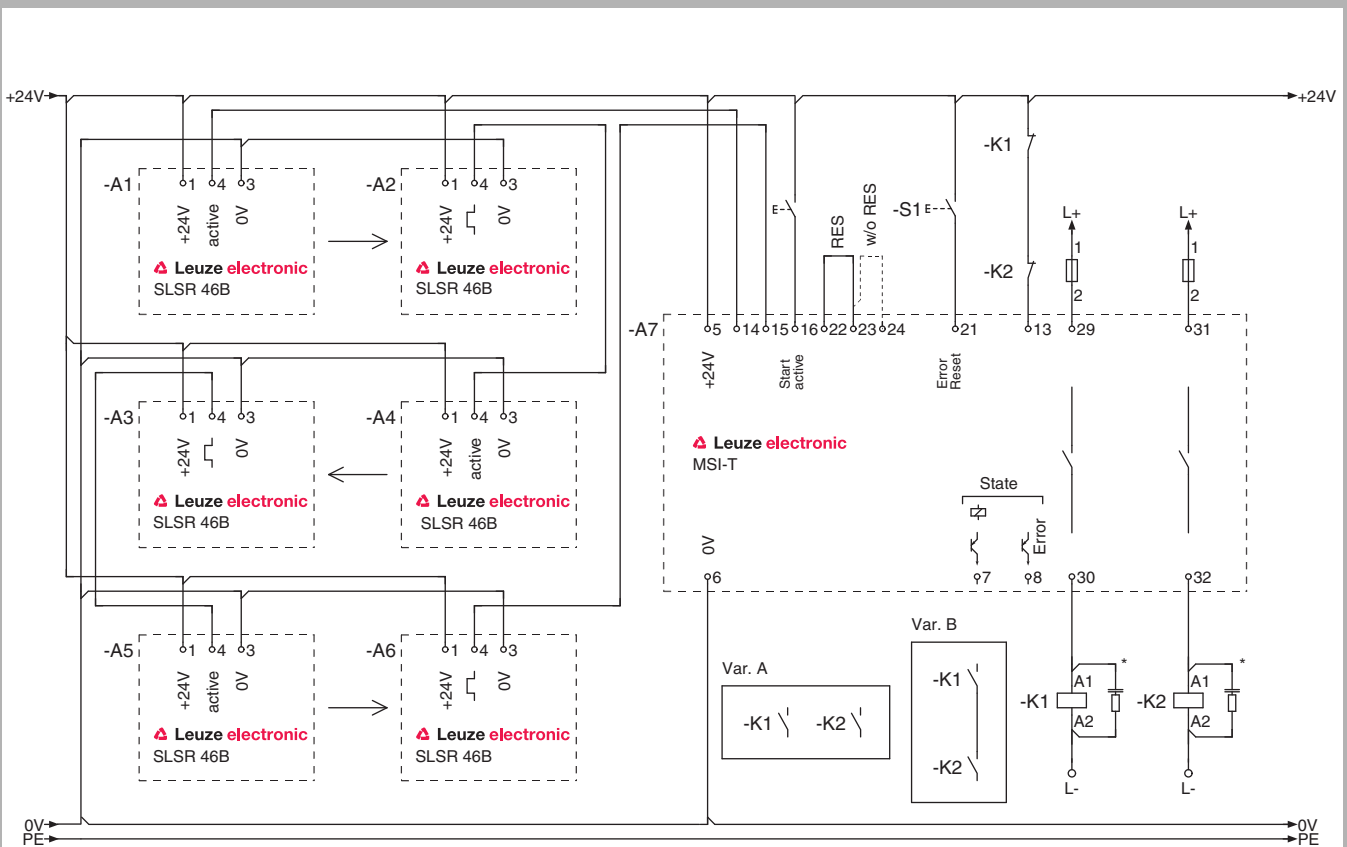 +24V
+24V
-A1
1 4 3
+24V
active
0V
Leuze electronic
SLSR 46B
-A2
1 4 3
+24V
0V
Leuze electronic
SLSR 46B
-A3
1 4 3
+24V
0V
Leuze electronic
SLSR 46B
-A4
1 4 3
+24V
active
0V
Leuze electronic
SLSR 46B
-A5
1 4 3
+24V
active
0V
Leuze electronic
SLSR 46B
-A6
1 4 3
+24V
0V
Leuze electronic
SLSR 46B
E
RES
w/o RES
-S1 E
-K1
-K2
L+
1
2
L+
1
2
-A7
5 14 15 16 22 23 24 21 13 29 31
+24V
Start
active
Error
Reset
Leuze electronic
MSI-T
State
Error
0V
6 7 8 30 32
Var. A
-K1 -K2
Var. B
-K1
-K2
-K1
A1
A2
*
L-
-K2
A1
A2
*
L-
0V
0V
PE
PE